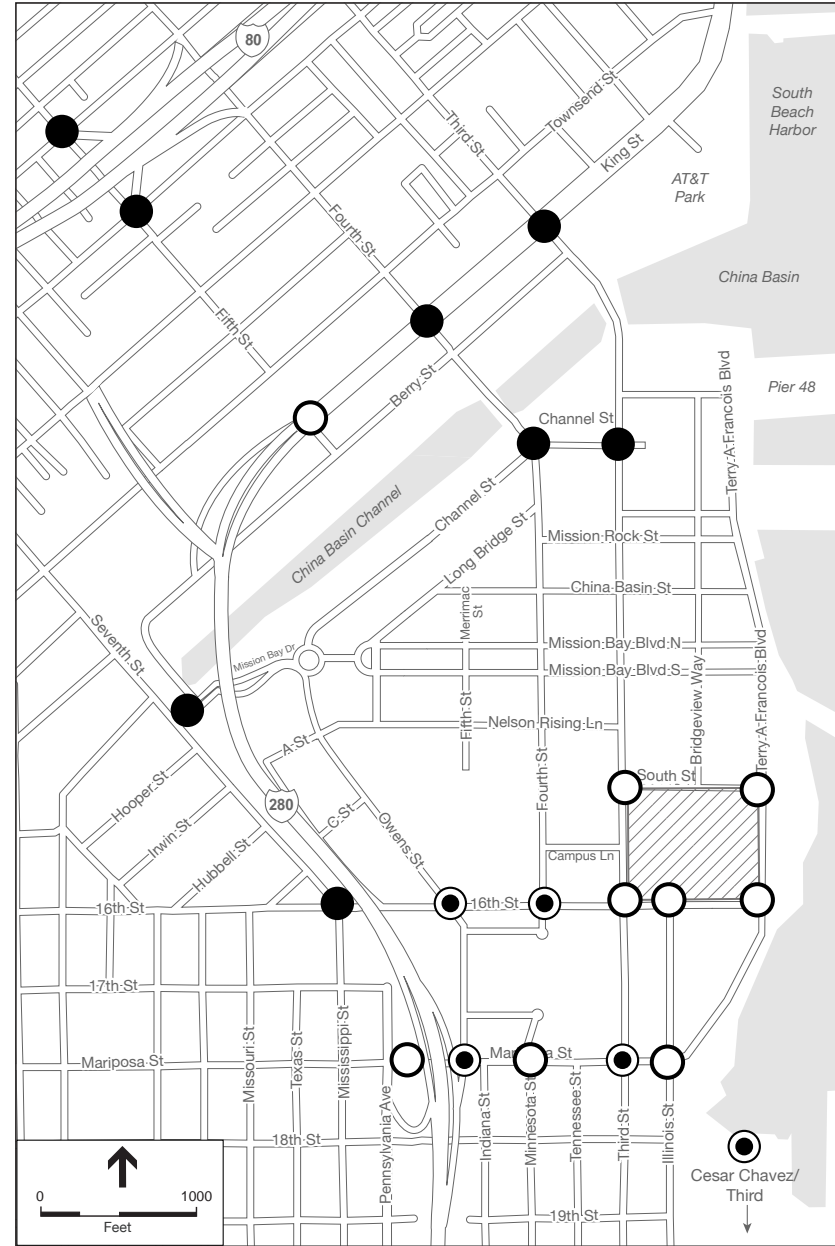 80
South
Beach
Harbor
Townsend St
Third St
King St
AT&T
Park
Fourth St
China Basin
Fifth St
Berry St
Terry A Francois Blvd
Pier 48
Channel St
China Basin Channel
Channel St
Long Bridge St
Mission Rock St
China Basin St
Merrimac
St
Seventh St
Mission Bay Dr
Mission Bay Blvd N
Mission Bay Blvd S
Bridgeview Way
Terry A Francois Blvd
Fifth St
Nelson Rising Ln
A St
Fourth St
South St
Hooper St
280
C St
Irwin St
Owens St
Hubbell St
Campus Ln
16th St
16th St
17th St
Missouri St
Texas St
Mississippi St
Mariposa St
Pennsylvania Ave
Indiana St
Minnesota St
Tennessee St
Third St
Illinois St
18th St
Cesar Chavez/
Third
0
1000
Feet
19th St